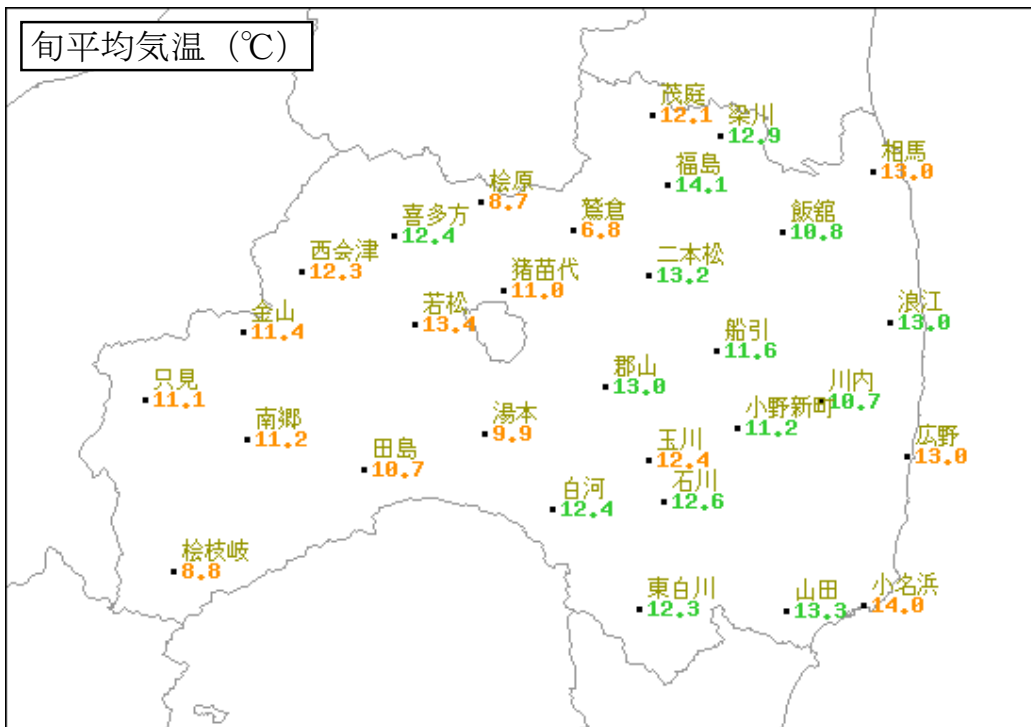 旬平均気温（℃）
茂庭
12.1
梁川
12.9
相馬
13.0
福島
14.1
桧原
8.7
鷲倉
6.8
飯舘
10.8
喜多方
12.4
西会津
12.3
二本松
13.2
猪苗代
11.0
若松
13.4
金山
11.4
浪江
13.0
船引
11.6
郡山
13.0
只見
11.1
川内
10.7
小野新町
11.2
南郷
11.2
湯本
9.9
田島
10.7
玉川
12.4
広野
13.0
石川
12.6
白河
12.4
桧枝岐
8.8
東白川
12.3
山田
13.3
小名浜
14.0